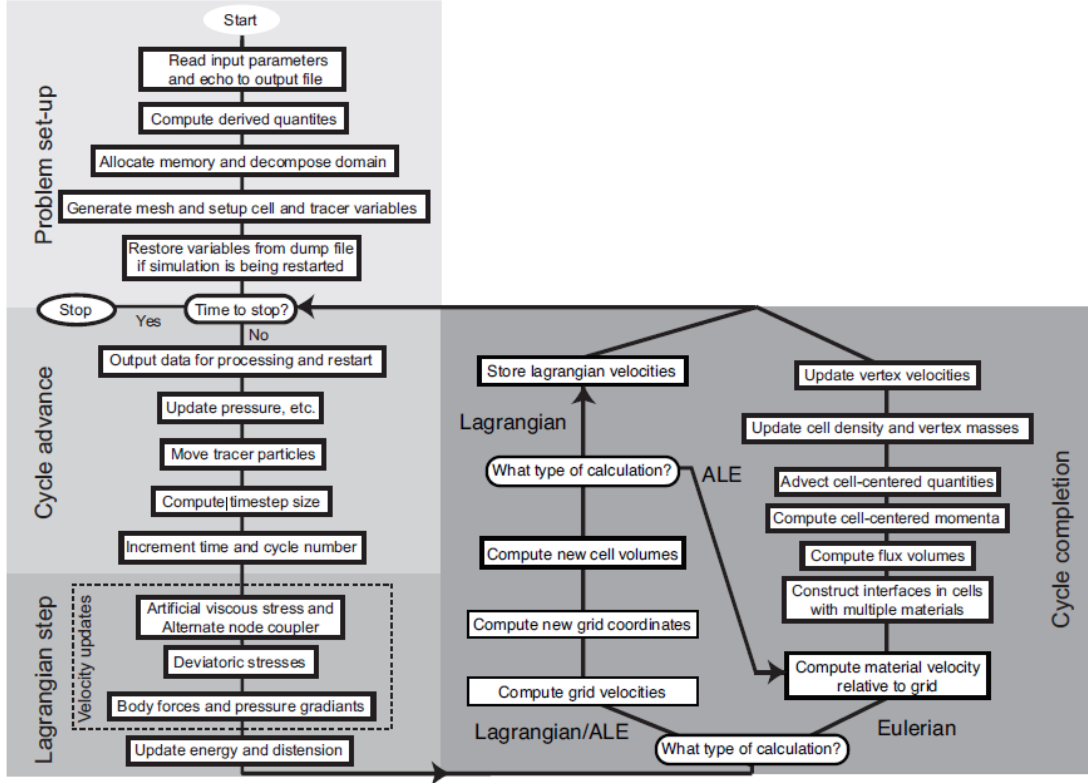 Start
Read input parameters
and echo to output file
Compute derived quantites
Allocate memory and decompose domain
Generate mesh and setup cell and tracer variables
Restore variables from dump file
if simulation is being restarted
Problem set-up
Stop
Yes
Time to stop?
No
Output data for processing and restart
Update pressure, etc.
Move tracer particles
Compute|timestep size
Increment time and cycle number
Cycle advance
Artificial viscous stress and
Alternate node coupler
Deviatoric stresses
Body forces and pressure gradiants
Velocity updates
Update energy and distension
Lagrangian step
Store lagrangian velocities
Lagrangian
What type of calculation?
ALE
Compute new cell volumes
Compute new grid coordinates
Compute grid velocities
Lagrangian/ALE
What type of calculation?
Eulerian
Update vertex velocities
Update cell density and vertex masses
Advect cell-centered quantities
Compute cell-centered momenta
Compute flux volumes
Construct interfaces in cells
with multiple materials
Compute material velocity
relative to grid
Cycle completion